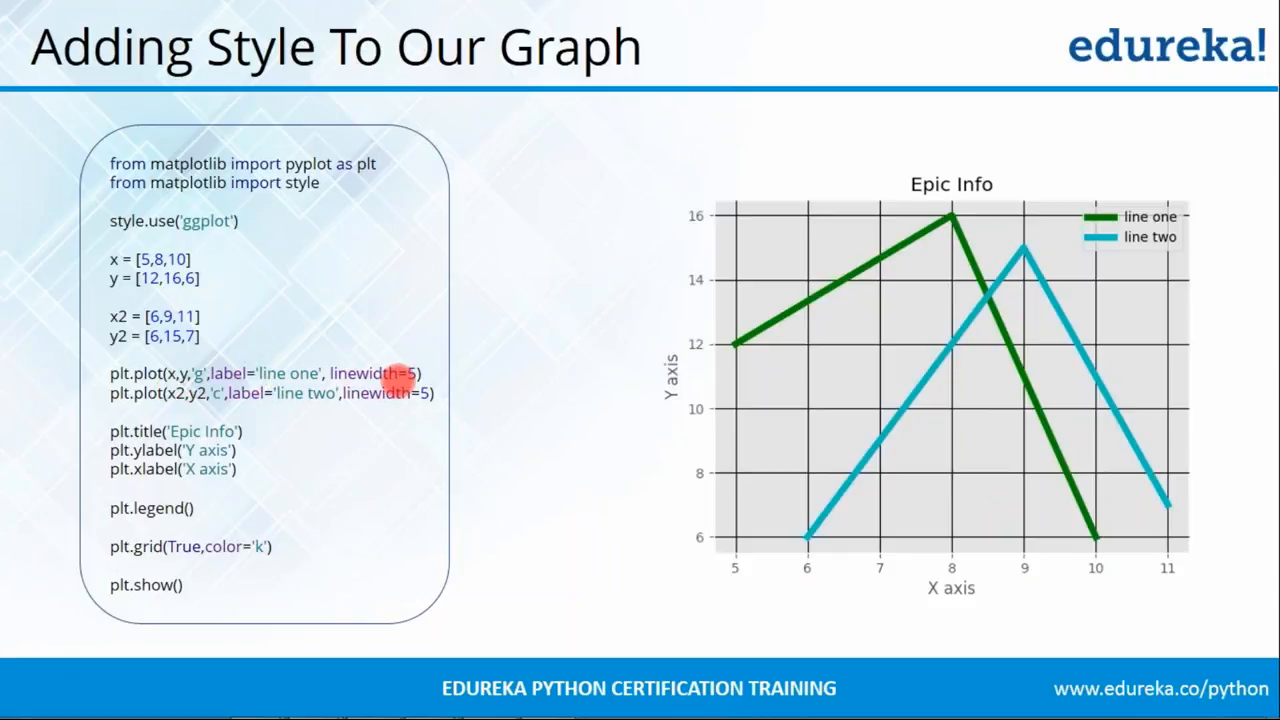 Adding Style To Our Graph
edureka!
from matplotlib import pyplot as plt
from matplotlib import style
style.use('ggplot')
x = [5,8,10]
y = [12,16,6]
x2 = [6,9,11]
y2 = [6,15,7]
plt.plot(x,y,'g',label='line one', linewidth=5)
plt.plot(x2,y2,'c',label='line two',linewidth=5)
plt.title('Epic Info')
plt.ylabel('Y axis')
plt.xlabel('X axis')
plt.legend()
plt.grid(True,color='k')
plt.show()
Epic Info
line one
line two
16
14
12
10
8
6
Y axis
5 6 7 8 9 10 11
X axis
EDUREKA PYTHON CERTIFICATION TRAINING
www.edureka.co/python